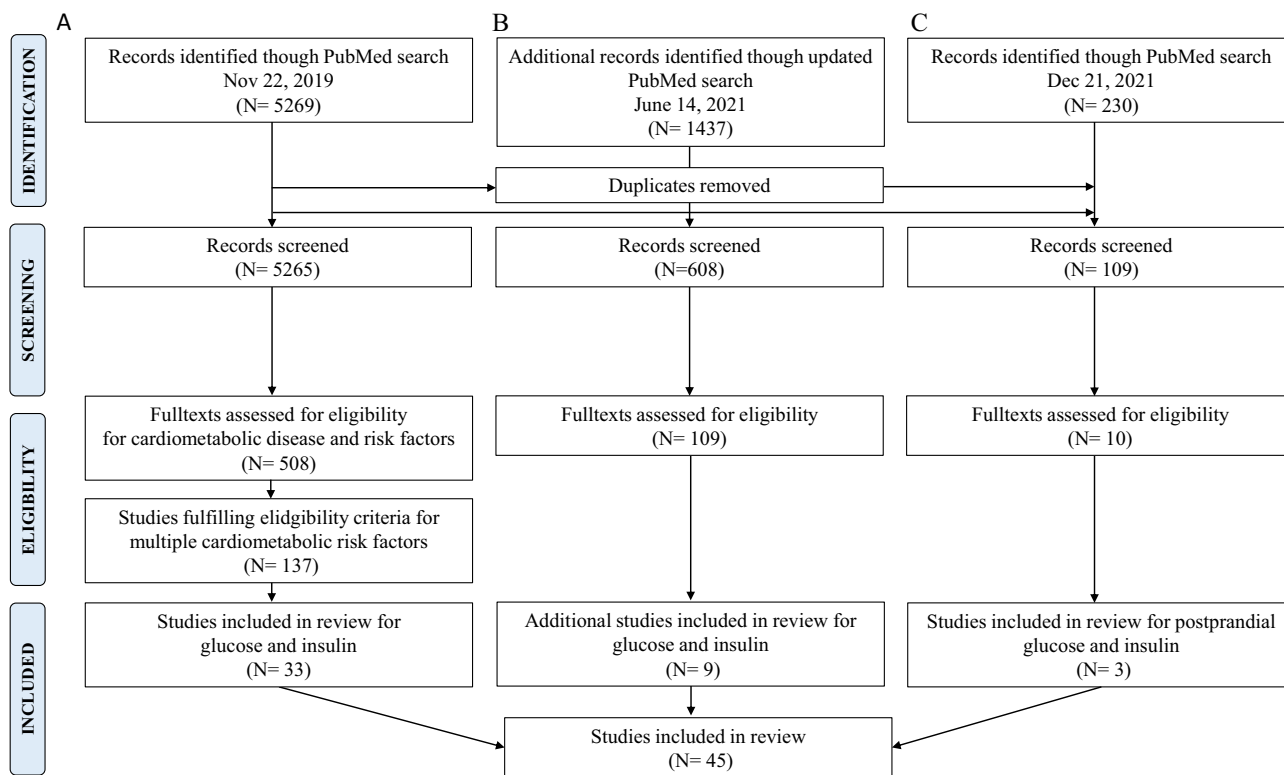 A
B
C
IDENTIFICATION
Records identified though PubMed search
Nov 22, 2019
(N= 5269)
Additional records identified though updated
PubMed search
June 14, 2021
(N= 1437)
Records identified though PubMed search
Dec 21, 2021
(N= 230)
Duplicates removed
SCREENING
Records screened
(N= 5265)
Records screened
(N=608)
Records screened
(N= 109)
ELIGIBILITY
Fulltexts assessed for eligibility
for cardiometabolic disease and risk factors
(N= 508)
Fulltexts assessed for eligibility
(N= 109)
Fulltexts assessed for eligibility
(N= 10)
Studies fulfilling elidgibility criteria for
multiple cardiometabolic risk factors
(N= 137)
INCLUDED
Studies included in review for
glucose and insulin
(N= 33)
Additional studies included in review for
glucose and insulin
(N= 9)
Studies included in review for postprandial
glucose and insulin
(N= 3)
Studies included in review
(N= 45)